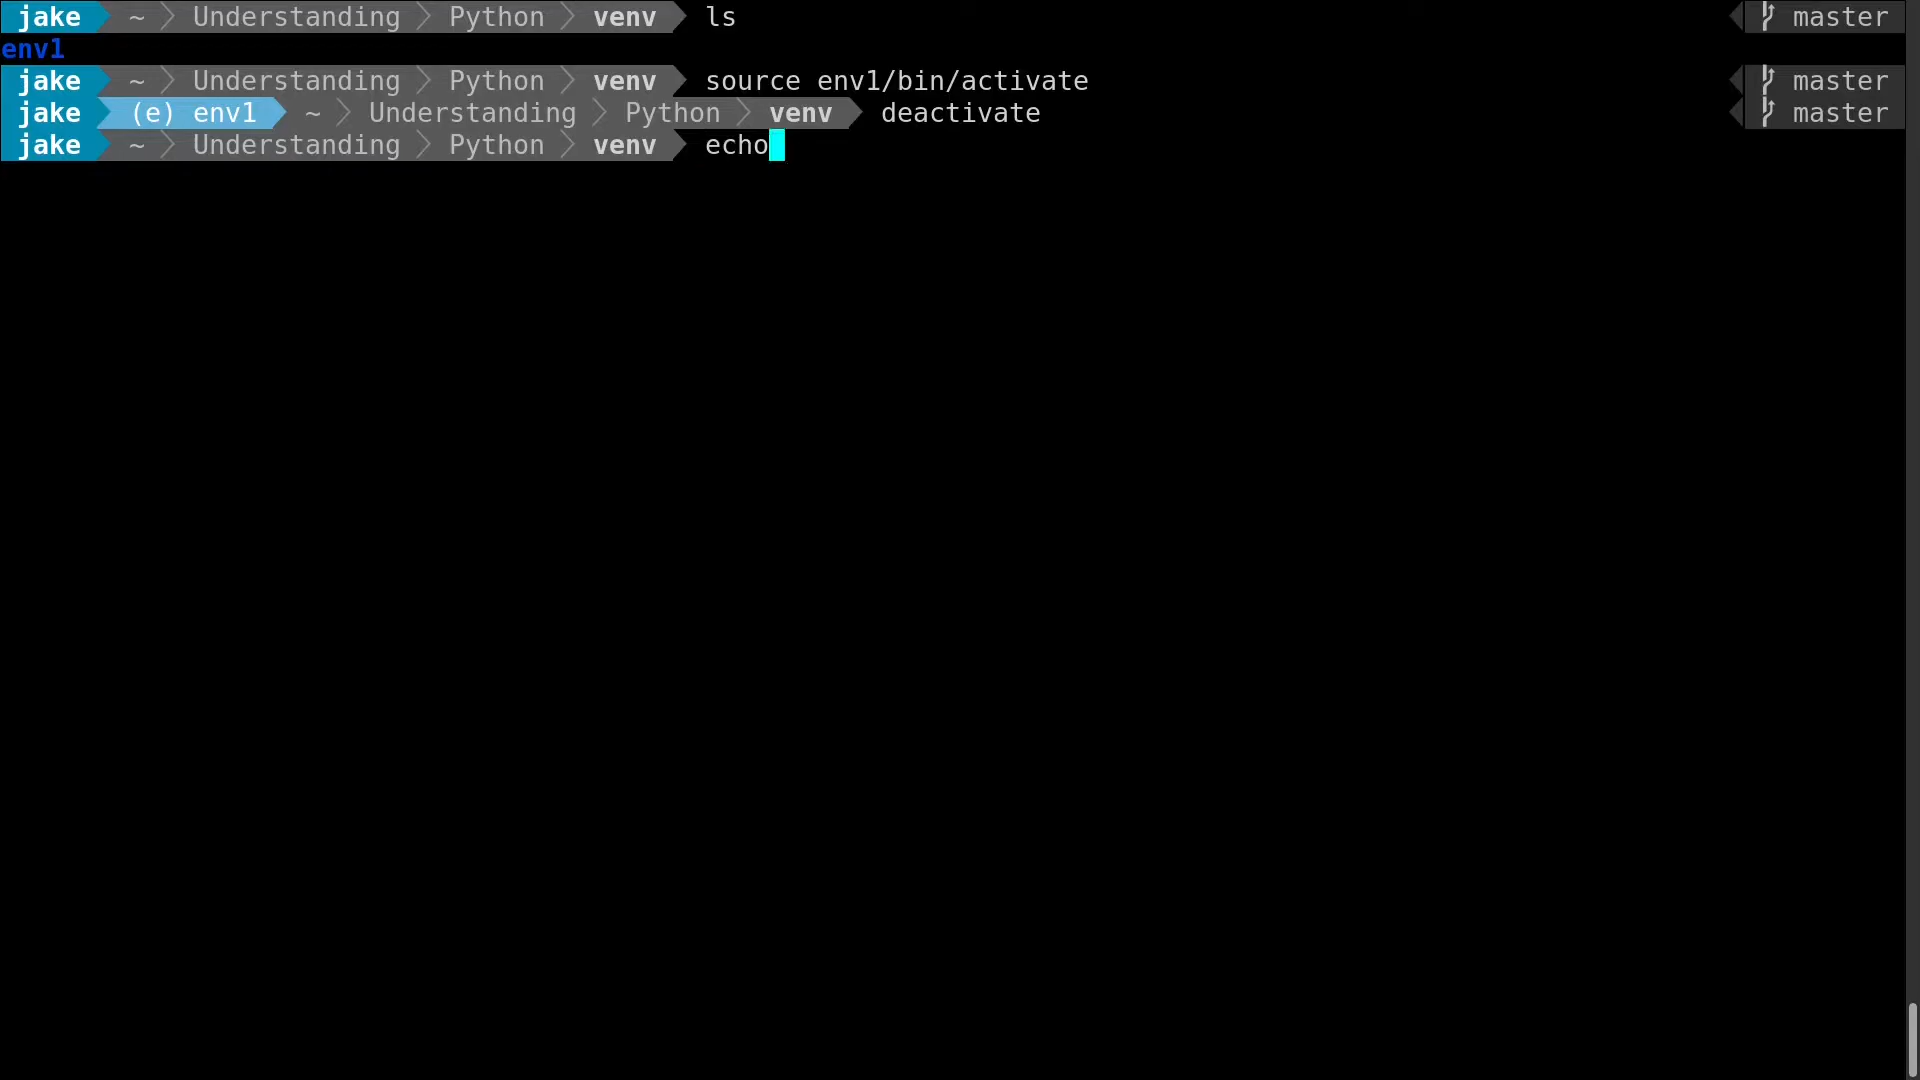 jake ~ Understanding Python venv ls master
env1
jake ~ Understanding Python venv source env1/bin/activate master
jake (e) env1 ~ Understanding Python venv deactivate master
jake ~ Understanding Python venv echo